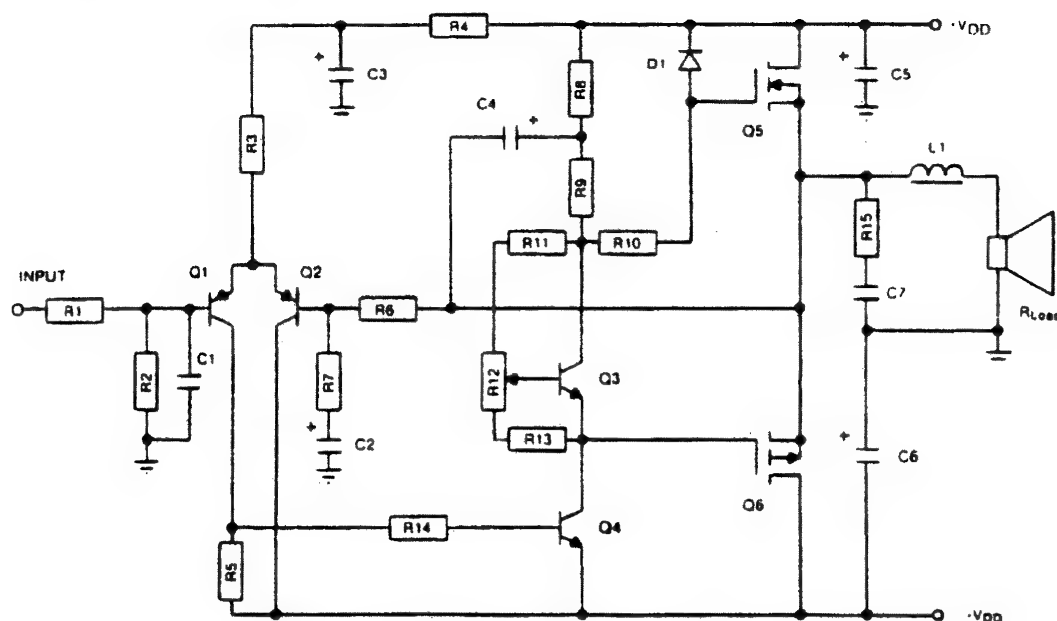 R4
·VDD
+
C3
D1
+
C5
R8
C4
+
Q5
R3
L1
R9
R15
R11
R10
INPUT
Q1
Q2
C7
R1
R6
RLoad
R2
C1
R7
R12
Q3
+
C2
R13
+
C6
Q6
R14
Q4
R5
·VDD